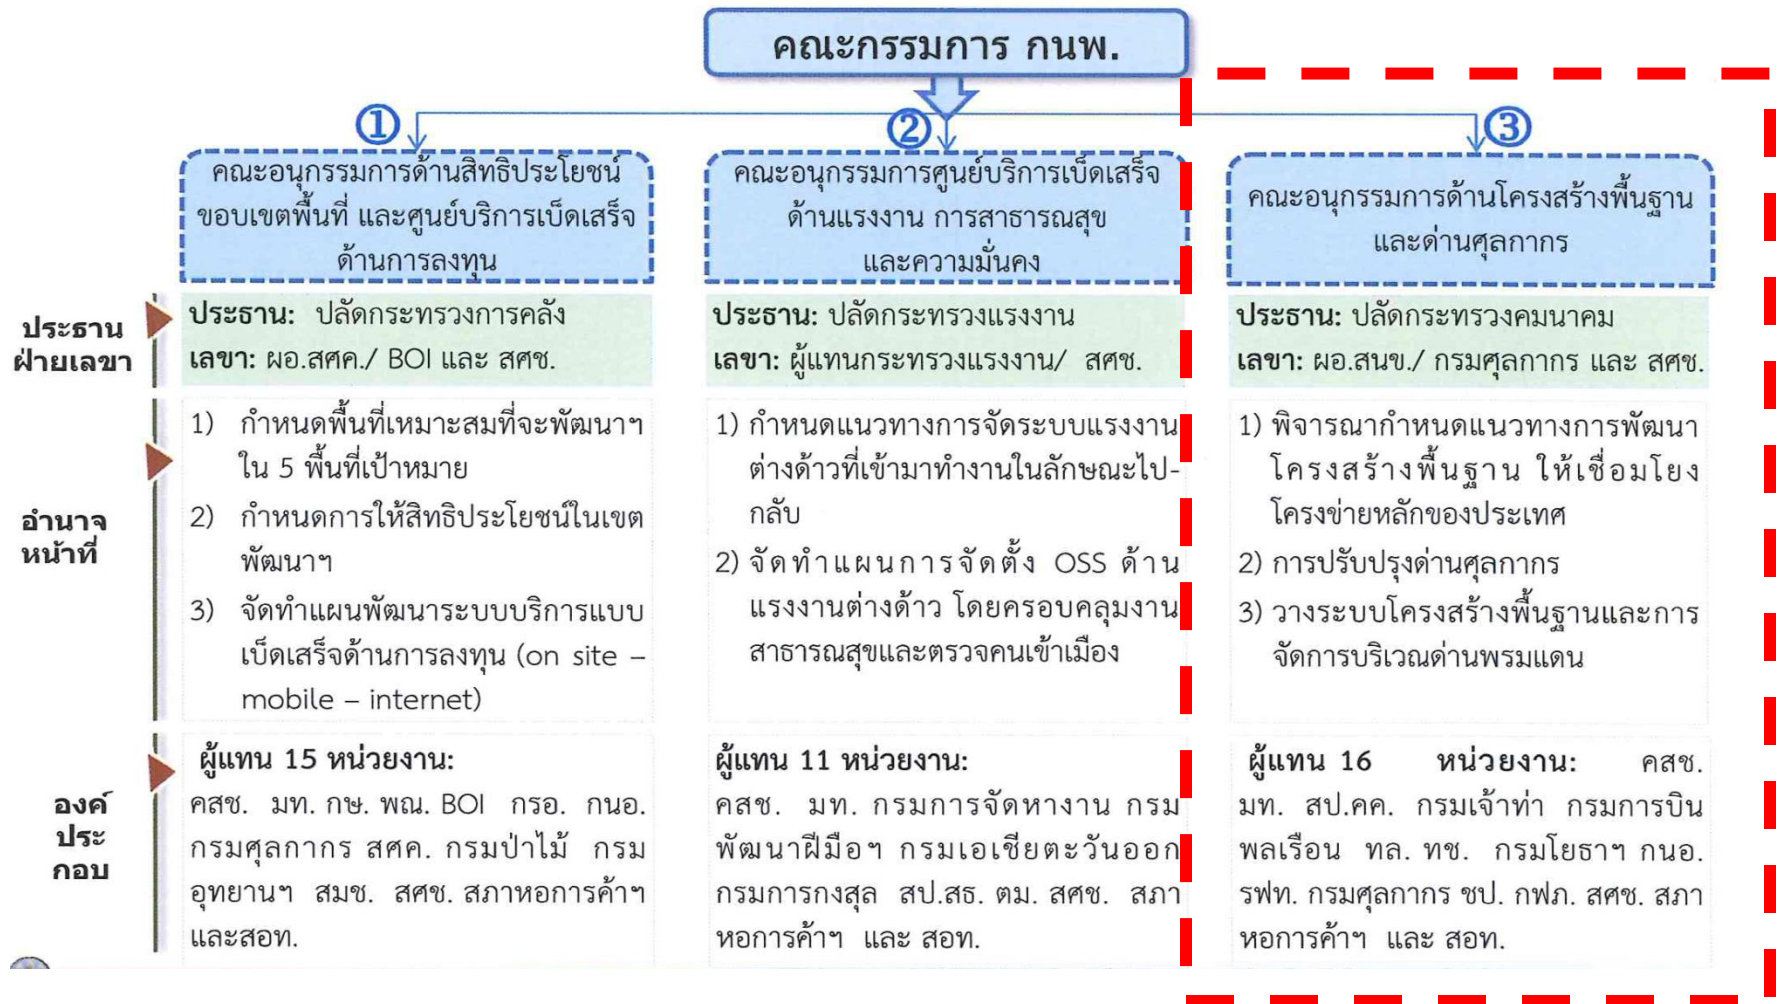 คณะกรรมการ กนพ.
①
②
③
คณะอนุกรรมการด้านสิทธิประโยชน์
ขอบเขตพื้นที่ และศูนย์บริการเบ็ดเสร็จ
ด้านการลงทุน
คณะอนุกรรมการศูนย์บริการเบ็ดเสร็จ
ด้านแรงงาน การสาธารณสุข
และความมั่นคง
คณะอนุกรรมการด้านโครงสร้างพื้นฐาน
และด่านศุลกากร
ประธาน
ฝ่ายเลขา
ประธาน: ปลัดกระทรวงการคลัง
เลขา: ผอ.สศค./ BOI และ สศช.
ประธาน: ปลัดกระทรวงแรงงาน
เลขา: ผู้แทนกระทรวงแรงงาน/ สศช.
ประธาน: ปลัดกระทรวงคมนาคม
เลขา: ผอ.สนข./ กรมศุลกากร และ สศช.
อำนาจ
หน้าที่
1) กำหนดพื้นที่เหมาะสมที่จะพัฒนาฯ
ใน 5 พื้นที่เป้าหมาย
2) กำหนดการให้สิทธิประโยชน์ในเขต
พัฒนาฯ
3) จัดทำแผนพัฒนาระบบบริการแบบ
เบ็ดเสร็จด้านการลงทุน (on site –
mobile – internet)
1) กำหนดแนวทางการจัดระบบแรงงาน
ต่างด้าวที่เข้ามาทำงานในลักษณะไป-
กลับ
2) จัดทำแผนการจัดตั้ง OSS ด้าน
แรงงานต่างด้าว โดยครอบคลุมงาน
สาธารณสุขและตรวจคนเข้าเมือง
1) พิจารณากำหนดแนวทางการพัฒนา
โครงสร้างพื้นฐาน ให้เชื่อมโยง
โครงข่ายหลักของประเทศ
2) การปรับปรุงด่านศุลกากร
3) วางระบบโครงสร้างพื้นฐานและการ
จัดการบริเวณด่านพรมแดน
องค์
ประ
กอบ
ผู้แทน 15 หน่วยงาน:
คสช. มท. กษ. พณ. BOI กรอ. กนอ.
กรมศุลกากร สศค. กรมป่าไม้ กรม
อุทยานฯ สมช. สศช. สภาหอการค้าฯ
และสอท.
ผู้แทน 11 หน่วยงาน:
คสช. มท. กรมการจัดหางาน กรม
พัฒนาฝีมือฯ กรมเอเชียตะวันออก
กรมการกงสุล สป.สธ. ตม. สศช. สภา
หอการค้าฯ และ สอท.
ผู้แทน 16 หน่วยงาน: คสช.
มท. สป.คค. กรมเจ้าท่า กรมการบิน
พลเรือน ทล. ทช. กรมโยธาฯ กนอ.
รฟท. กรมศุลกากร ชป. กฟภ. สศช. สภา
หอการค้าฯ และ สอท.